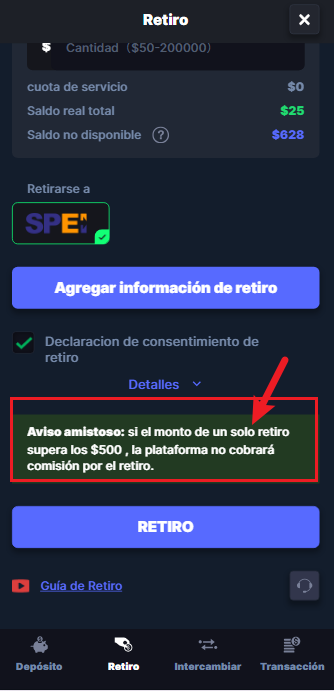 Retiro
$ Cantidad ($50-200000)
cuota de servicio $0
Saldo real total $25
Saldo no disponible ? $628
Retirarse a
SPEI
Agregar información de retiro
Declaracion de consentimiento de
retiro
Detalles
Aviso amistoso: si el monto de un solo retiro
supera los $500 , la plataforma no cobrará
comisión por el retiro.
RETIRO
Guía de Retiro
Depósito Retiro Intercambiar Transacción